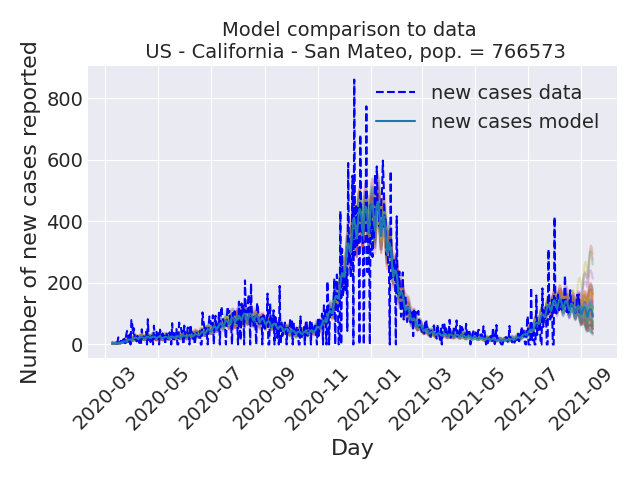 Model comparison to data
US - California - San Mateo, pop. = 766573
Number of new cases reported
800
600
400
200
0
new cases data
new cases model
2020-03
2020-05
2020-07
2020-09
2020-11
2021-01
2021-03
2021-05
2021-07
2021-09
Day